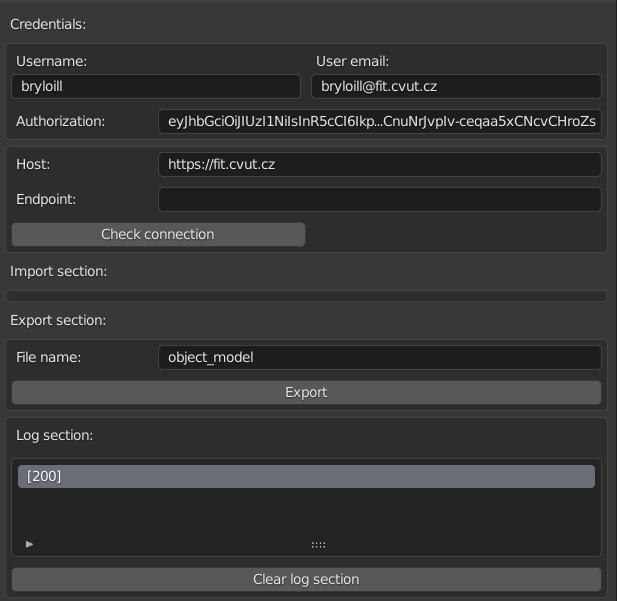 Credentials:
Username: User email:
bryloill bryloill@fit.cvut.cz
Authorization: eyJhbGciOiJIUzI1NiIsInR5cCI6Ikp...CnuNrJvpIv-ceqaa5xCNcvCHroZs
Host: https://fit.cvut.cz
Endpoint:
Check connection
Import section:
Export section:
File name: object_model
Export
Log section:
[200]
Clear log section